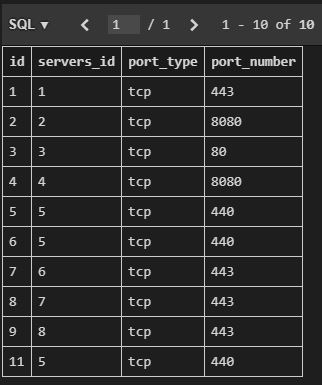 SQL ▼ < 1 / 1 > 1 - 10 of 10
id servers_id port_type port_number
1 1 tcp 443
2 2 tcp 8080
3 3 tcp 80
4 4 tcp 8080
5 5 tcp 440
6 5 tcp 440
7 6 tcp 443
8 7 tcp 443
9 8 tcp 443
11 5 tcp 440